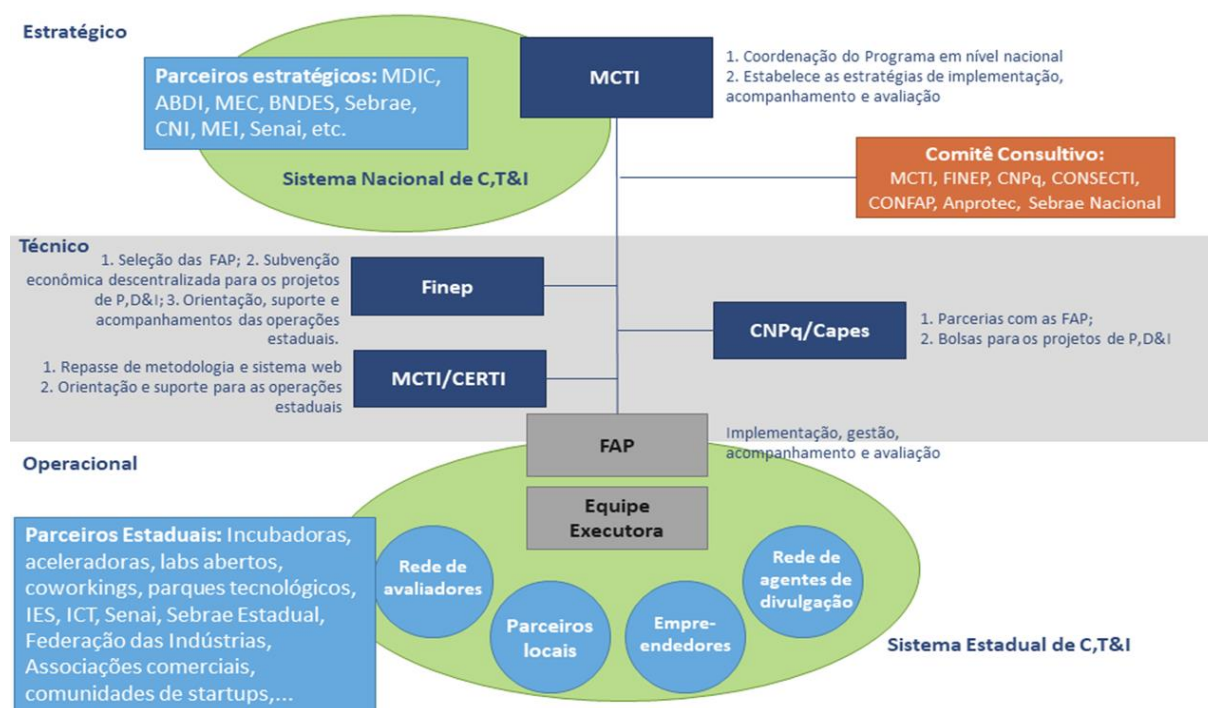 Estratégico
Parceiros estratégicos: MDIC,
ABDI, MEC, BNDES, Sebrae,
CNI, MEI, Senai, etc.
Sistema Nacional de C,T&I
MCTI
1. Coordenação do Programa em nível nacional
2. Estabelece as estratégias de implementação,
acompanhamento e avaliação
Comitê Consultivo:
MCTI, FINEP, CNPq, CONSECTI,
CONFAP, Anprotec, Sebrae Nacional
Técnico
1. Seleção das FAP; 2. Subvenção
econômica descentralizada para os projetos
de P,D&I; 3. Orientação, suporte e
acompanhamentos das operações
estaduais.
Finep
CNPq/Capes
1. Parcerias com as FAP;
2. Bolsas para os projetos de P,D&I
1. Repasse de metodologia e sistema web
2. Orientação e suporte para as operações
estaduais
MCTI/CERTI
FAP
Implementação, gestão,
acompanhamento e avaliação
Operacional
Equipe
Executora
Parceiros Estaduais: Incubadoras,
aceleradoras, labs abertos,
coworkings, parques tecnológicos,
IES, ICT, Senai, Sebrae Estadual,
Federação das Indústrias,
Associações comerciais,
comunidades de startups,...
Rede de
avaliadores
Parceiros
locais
Empre-
endedores
Rede de
agentes de
divulgação
Sistema Estadual de C,T&I